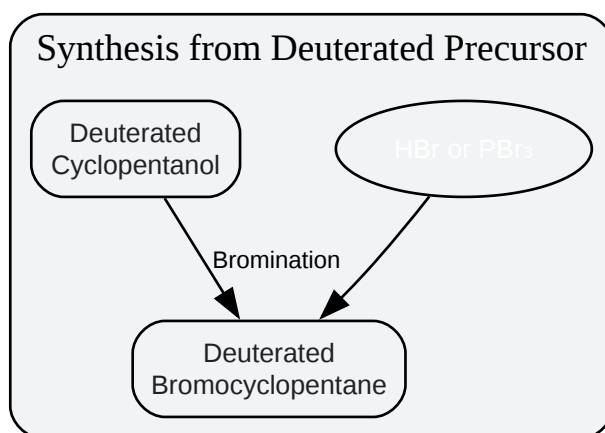 Synthesis from Deuterated Precursor
Deuterated
Cyclopentanol
HBr or PBr₃
Bromination
Deuterated
Bromocyclopentane